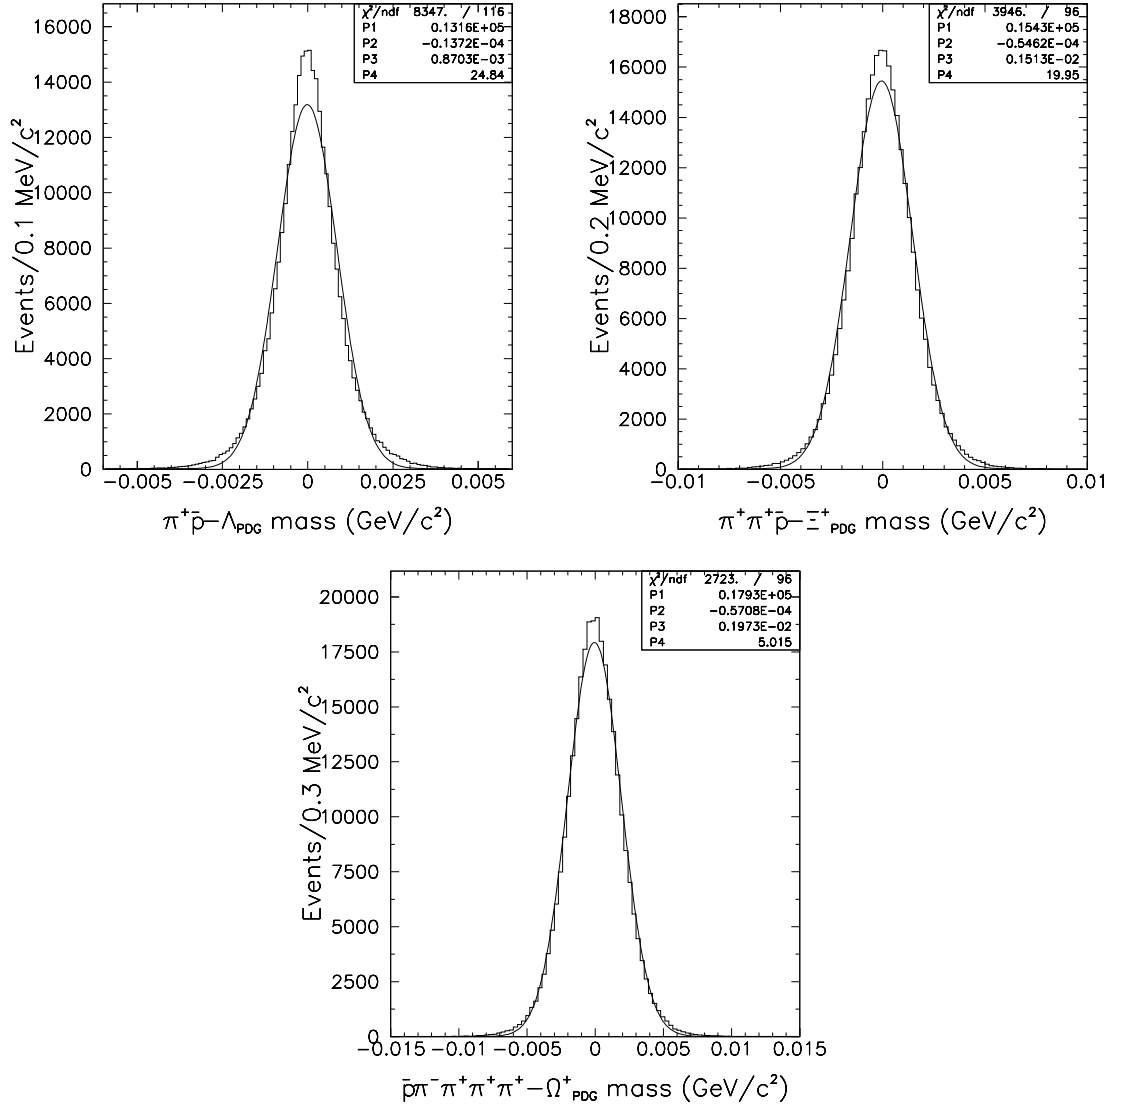 χ²/ndf 8347. / 116
P1 0.1316E+05
P2 −0.1372E−04
P3 0.8703E−03
P4 24.84
16000
14000
12000
10000
8000
6000
4000
2000
0
Events/0.1 MeV/c²
−0.005 −0.0025 0 0.0025 0.005
π⁺p̄−Λ_PDG mass (GeV/c²)
χ²/ndf 3946. / 96
P1 0.1543E+05
P2 −0.5462E−04
P3 0.1513E−02
P4 19.95
18000
16000
14000
12000
10000
8000
6000
4000
2000
0
Events/0.2 MeV/c²
−0.01 −0.005 0 0.005 0.01
π⁺π⁺p̄−Ξ⁺_PDG mass (GeV/c²)
χ²/ndf 2723. / 96
P1 0.1793E+05
P2 −0.5708E−04
P3 0.1973E−02
P4 5.015
20000
17500
15000
12500
10000
7500
5000
2500
0
Events/0.3 MeV/c²
−0.015 −0.01 −0.005 0 0.005 0.01 0.015
p̄π⁻π⁺π⁺π⁺−Ω⁺_PDG mass (GeV/c²)